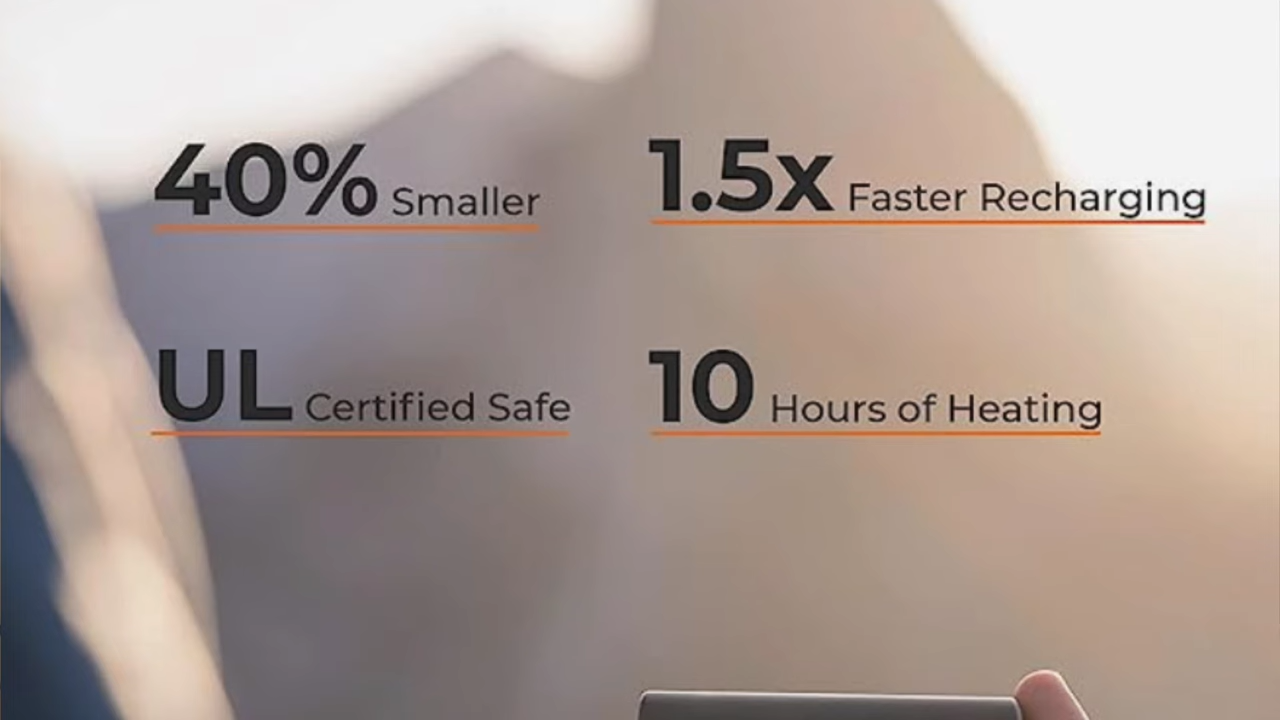 40% Smaller
1.5x Faster Recharging
UL Certified Safe
10 Hours of Heating